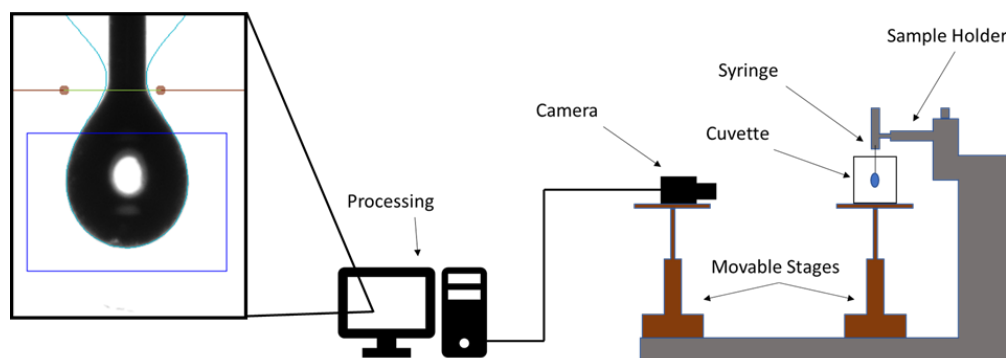 Sample Holder
Syringe
Camera
Cuvette
Processing
Movable Stages